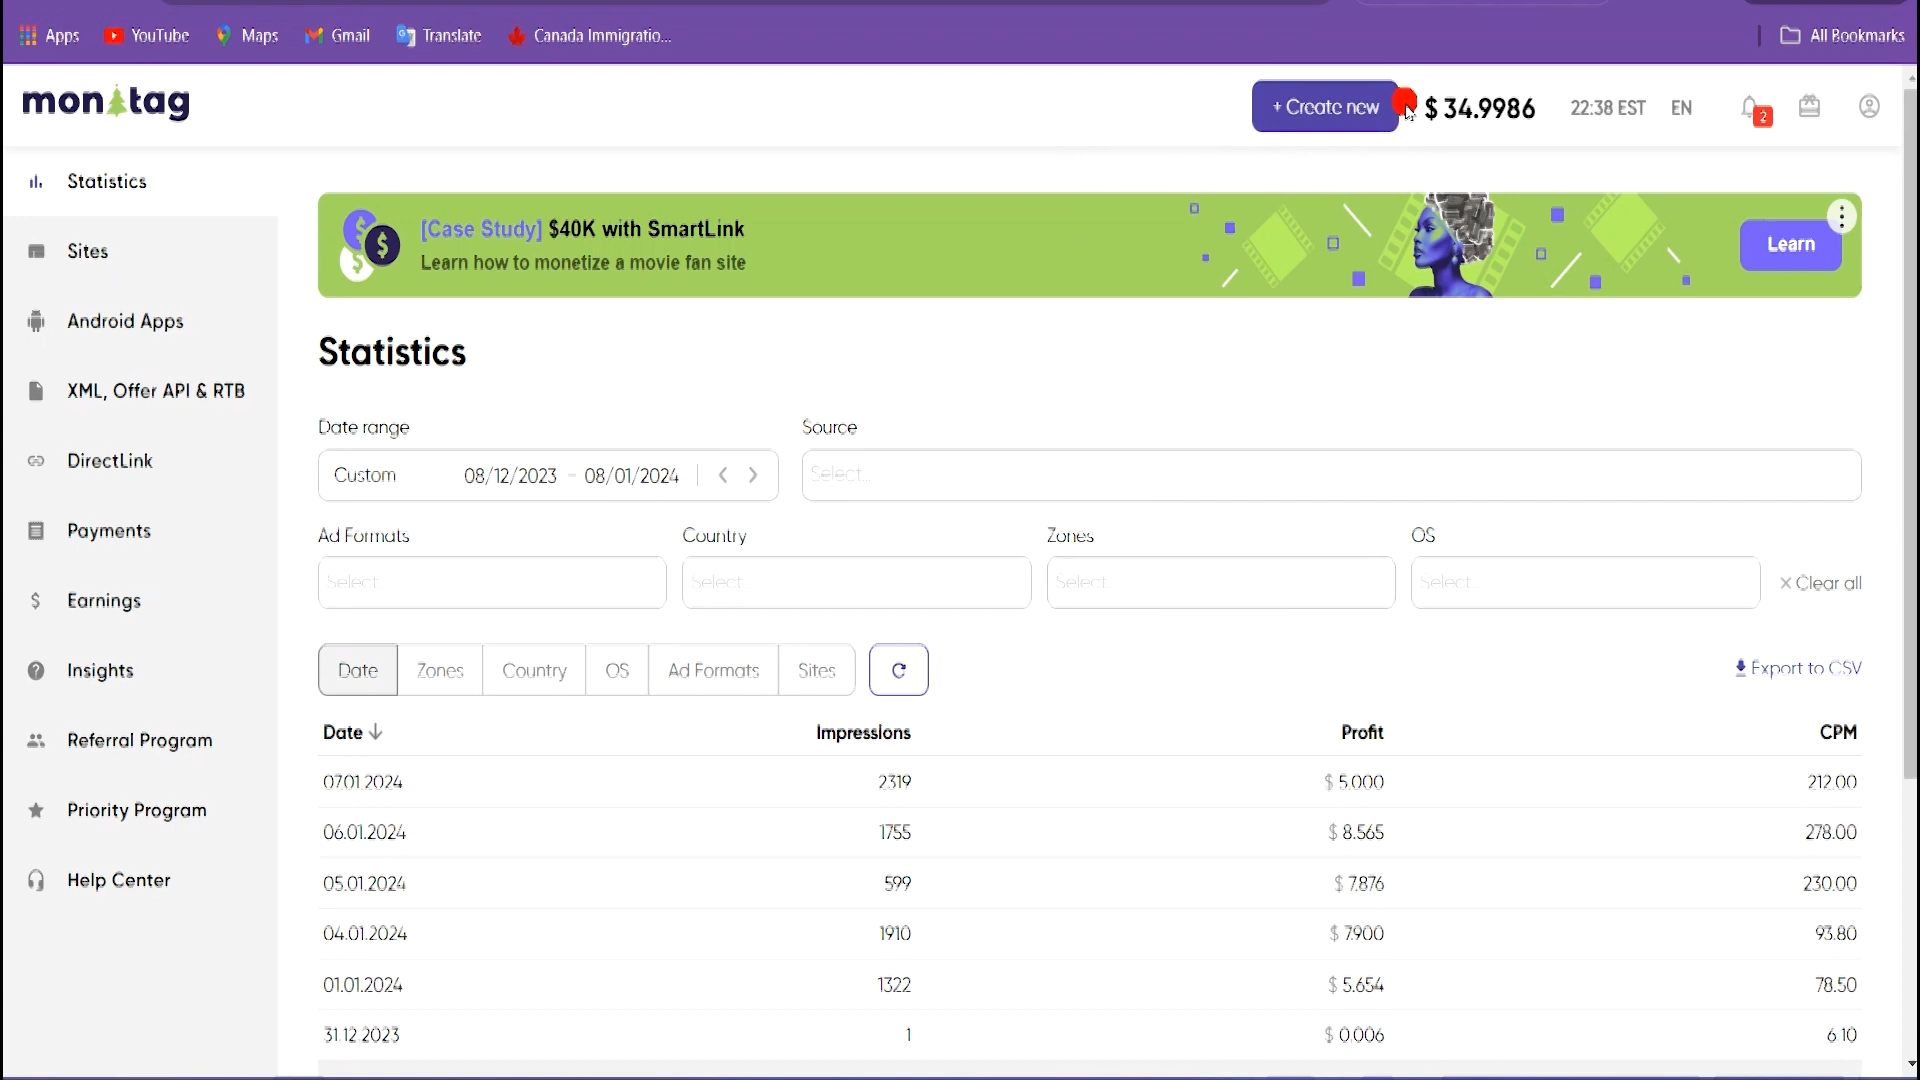 Apps YouTube Maps Gmail Translate Canada Immigratio... All Bookmarks
monetag + Create new $ 34.9986 22:38 EST EN 2
Statistics
Sites
Android Apps
XML, Offer API & RTB
DirectLink
Payments
Earnings
Insights
Referral Program
Priority Program
Help Center
[Case Study] $40K with SmartLink
Learn how to monetize a movie fan site
Learn
Statistics
Date range Source
Custom 08/12/2023 - 08/01/2024 Select...
Ad Formats Country Zones OS
Select Select Select Select × Clear all
Date Zones Country OS Ad Formats Sites Export to CSV
Date Impressions Profit CPM
07.01.2024 2319 $ 5.000 212.00
06.01.2024 1755 $ 8.565 278.00
05.01.2024 599 $ 7.876 230.00
04.01.2024 1910 $ 7.900 93.80
01.01.2024 1322 $ 5.654 78.50
31.12.2023 1 $ 0.006 6.10